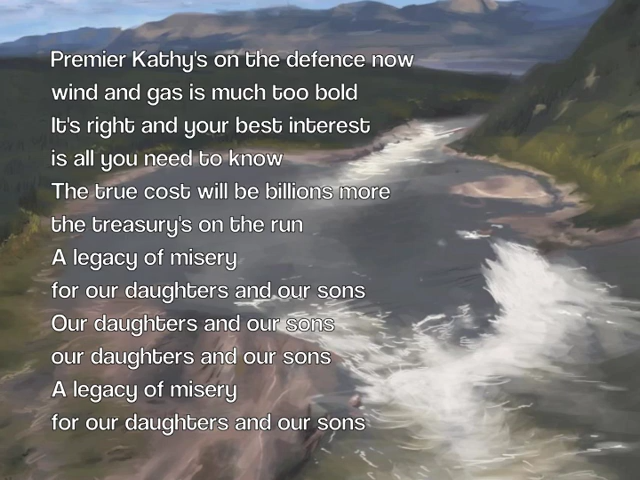 Premier Kathy's on the defence now
wind and gas is much too bold
It's right and your best interest
is all you need to know
The true cost will be billions more
the treasury's on the run
A legacy of misery
for our daughters and our sons
Our daughters and our sons
our daughters and our sons
A legacy of misery
for our daughters and our sons